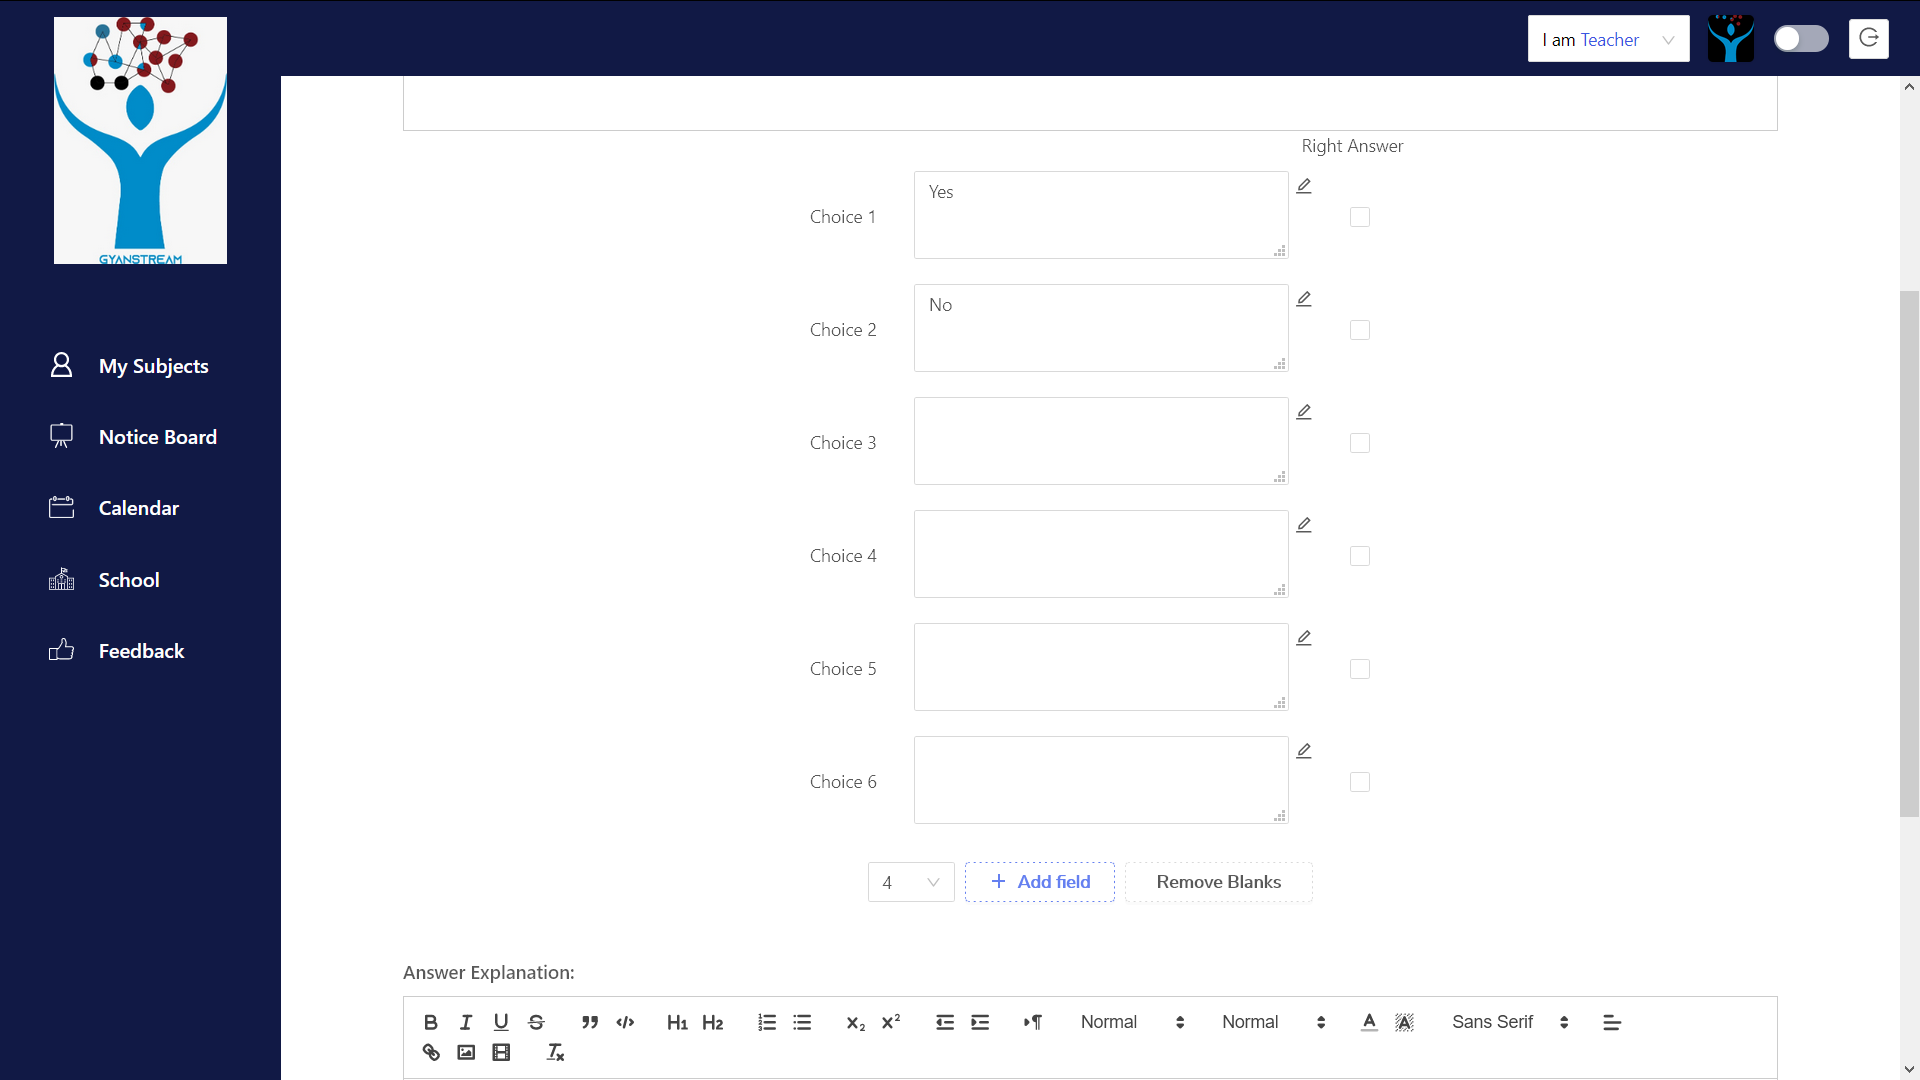 GYANSTREAM
I am Teacher
My Subjects
Notice Board
Calendar
School
Feedback
Right Answer
Choice 1
Yes
Choice 2
No
Choice 3
Choice 4
Choice 5
Choice 6
4
+ Add field
Remove Blanks
Answer Explanation:
B I U S H1 H2 x2 x2 Normal Normal A A Sans Serif
Tx